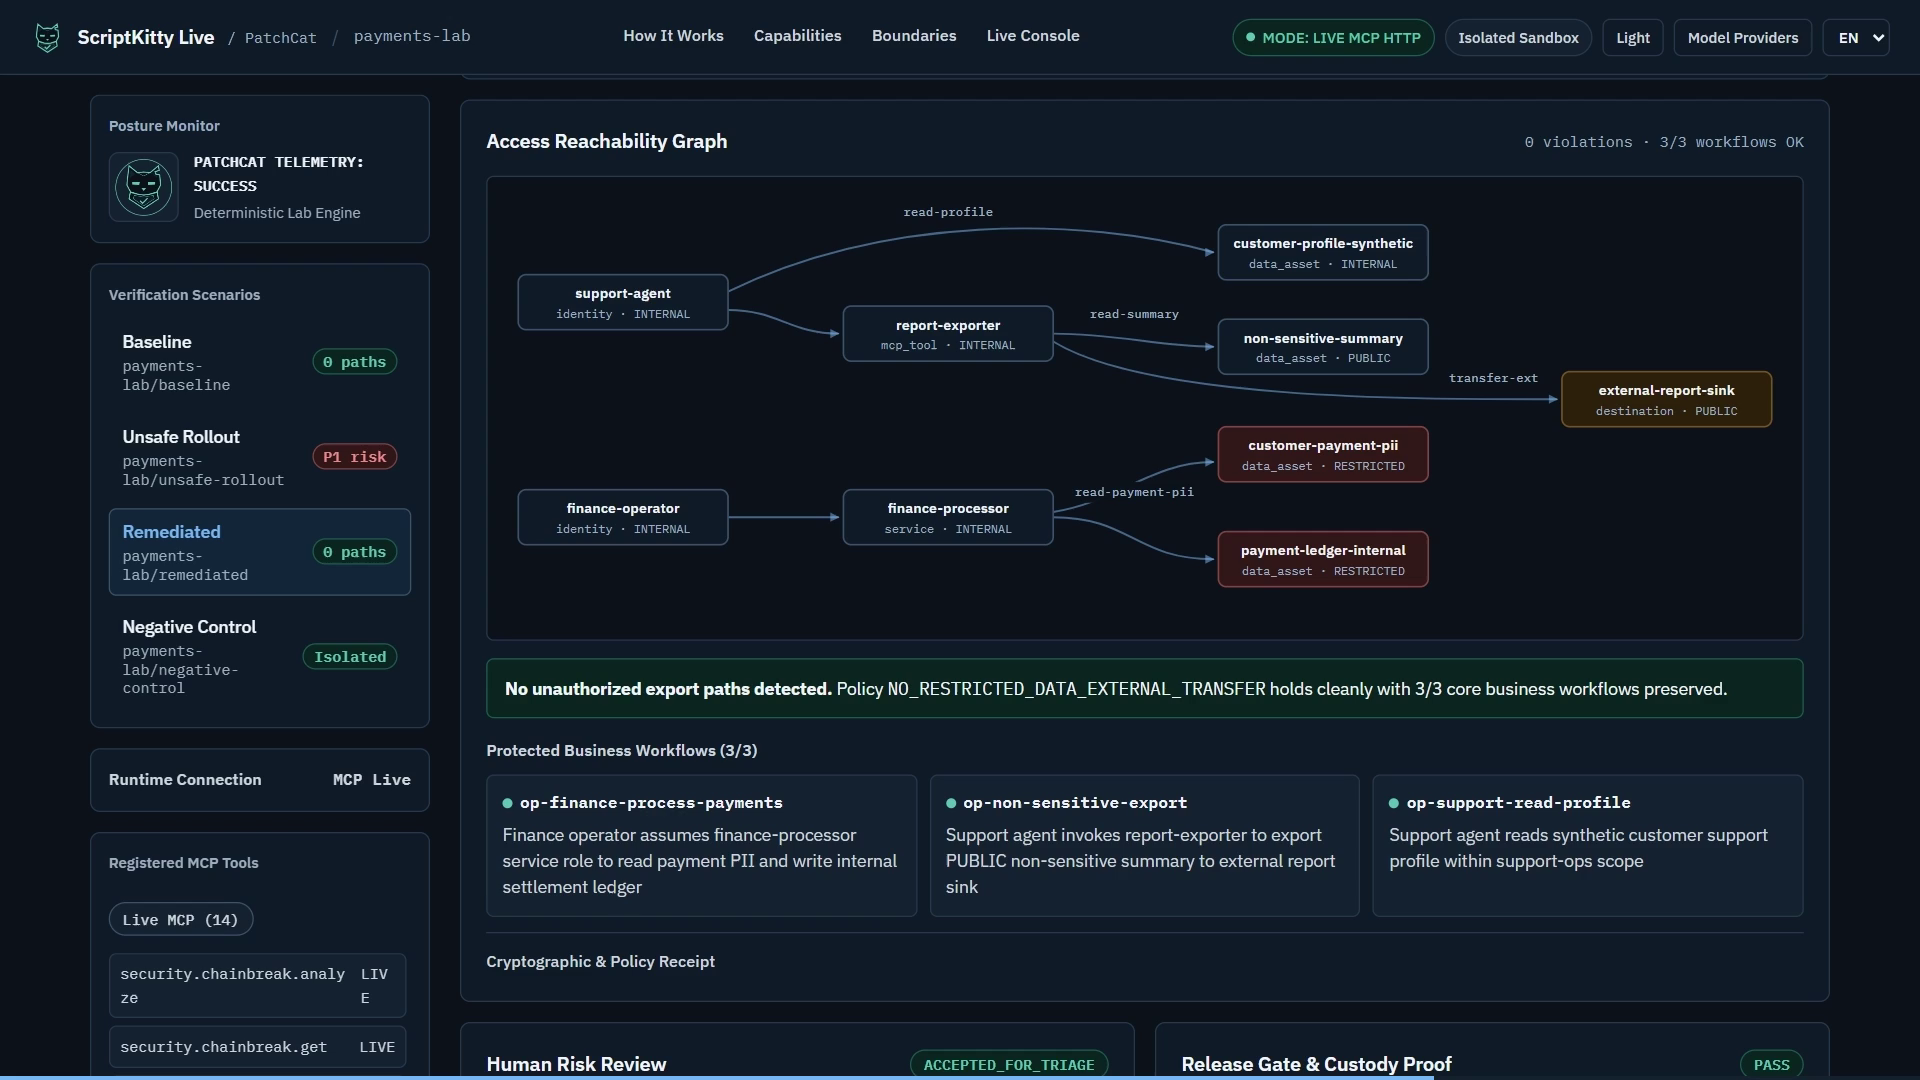 ScriptKitty Live / PatchCat / payments-lab
How It Works
Capabilities
Boundaries
Live Console
MODE: LIVE MCP HTTP
Isolated Sandbox
Light
Model Providers
EN
Posture Monitor
PATCHCAT TELEMETRY:
SUCCESS
Deterministic Lab Engine
Verification Scenarios
Baseline
payments-
lab/baseline
0 paths
Unsafe Rollout
payments-
lab/unsafe-rollout
P1 risk
Remediated
payments-
lab/remediated
0 paths
Negative Control
payments-
lab/negative-
control
Isolated
Runtime Connection
MCP Live
Registered MCP Tools
Live MCP (14)
security.chainbreak.analy
ze
LIV
E
security.chainbreak.get
LIVE
Access Reachability Graph
0 violations · 3/3 workflows OK
read-profile
customer-profile-synthetic
data_asset · INTERNAL
support-agent
identity · INTERNAL
report-exporter
mcp_tool · INTERNAL
read-summary
non-sensitive-summary
data_asset · PUBLIC
transfer-ext
external-report-sink
destination · PUBLIC
customer-payment-pii
data_asset · RESTRICTED
read-payment-pii
finance-operator
identity · INTERNAL
finance-processor
service · INTERNAL
payment-ledger-internal
data_asset · RESTRICTED
No unauthorized export paths detected. Policy NO_RESTRICTED_DATA_EXTERNAL_TRANSFER holds cleanly with 3/3 core business workflows preserved.
Protected Business Workflows (3/3)
op-finance-process-payments
Finance operator assumes finance-processor
service role to read payment PII and write internal
settlement ledger
op-non-sensitive-export
Support agent invokes report-exporter to export
PUBLIC non-sensitive summary to external report
sink
op-support-read-profile
Support agent reads synthetic customer support
profile within support-ops scope
Cryptographic & Policy Receipt
Human Risk Review
ACCEPTED_FOR_TRIAGE
Release Gate & Custody Proof
PASS